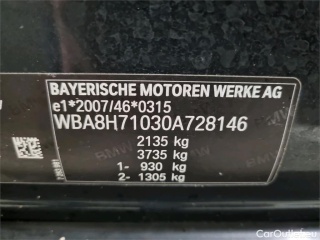 BAYERISCHE MOTOREN WERKE AG
e1*2007/46*0315
WBA8H71030A728146
2135 kg
3735 kg
1- 930 kg
2- 1305 kg